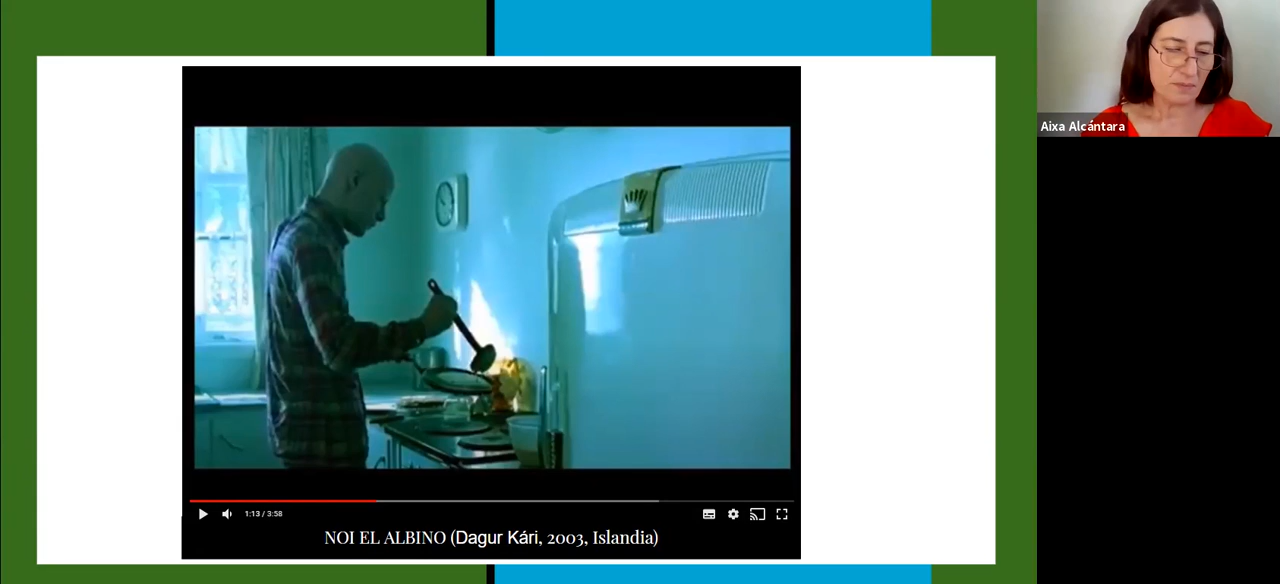 Aixa Alcántara
1:13 / 3:58
NOI EL ALBINO (Dagur Kári, 2003, Islandia)